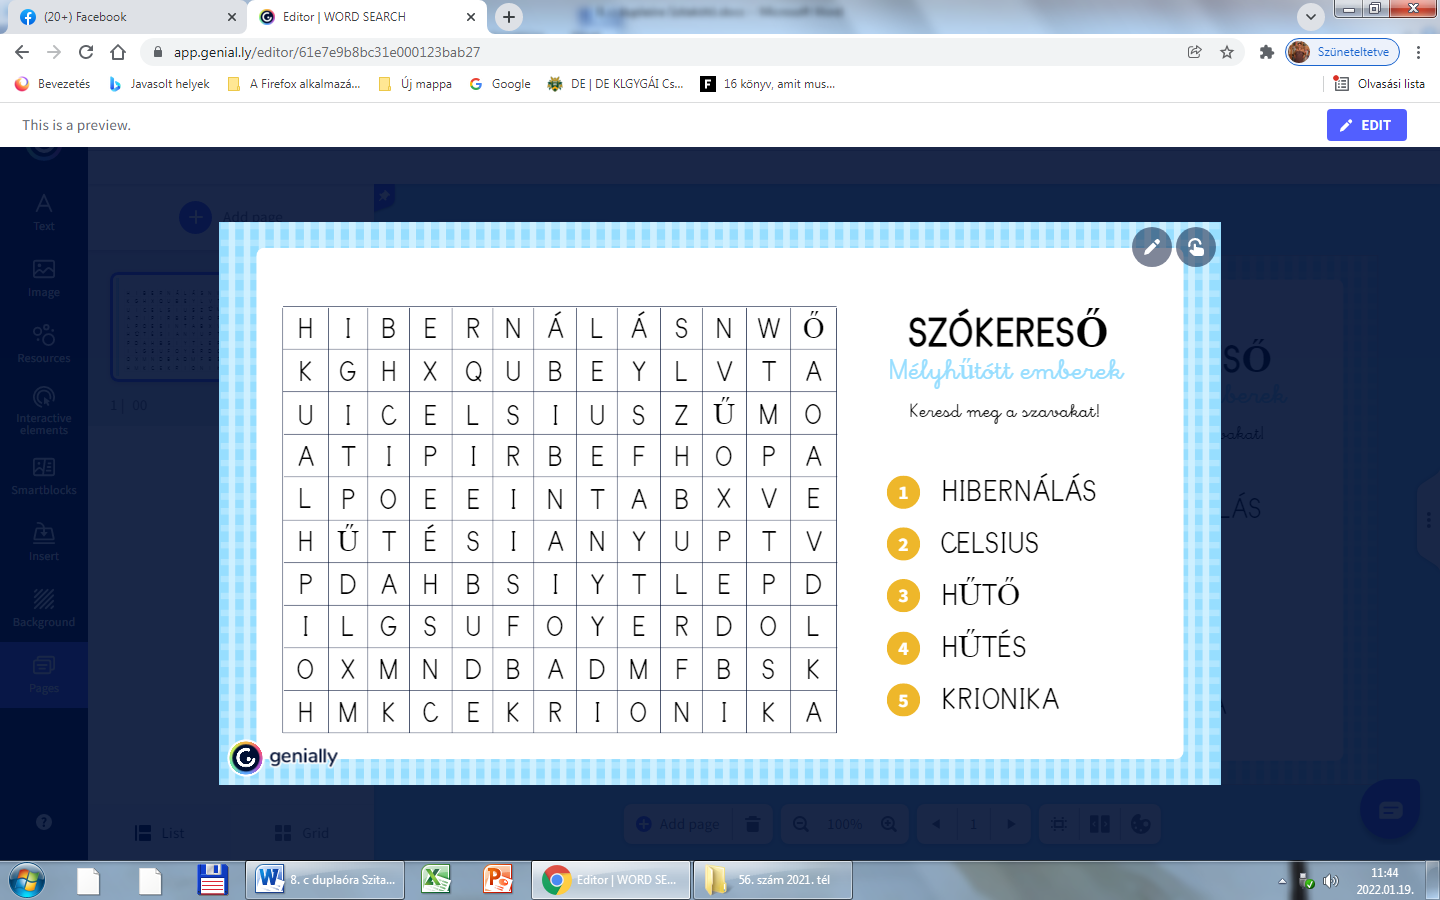 (20+) Facebook
Editor | WORD SEARCH
app.genial.ly/editor/61e7e9b8bc31e000123bab27
Szüneteltetve
Bevezetés
Javasolt helyek
A Firefox alkalmazá...
Új mappa
Google
DE | DE KLGYGÁI Cs...
16 könyv, amit mus...
Olvasási lista
This is a preview.
EDIT
Text
Add page
Image
Resources
Interactive
elements
Smartblocks
Insert
Background
Pages
H I B E R N Á L Á S N W Ő
K G H X Q U B E Y L V T A
U I C E L S I U S Z Ű M O
A T I P I R B E F H O P A
L P O E E I N T A B X V E
H Ű T É S I A N Y U P T V
P D A H B S I Y T L E P D
I L G S U F O Y E R D O L
O X M N D B A D M F B S K
H M K C E K R I O N I K A
SZÓKERESŐ
Mélyhűtött emberek
Keresd meg a szavakat!
1 HIBERNÁLÁS
2 CELSIUS
3 HŰTŐ
4 HŰTÉS
5 KRIONIKA
genially
List
Grid
Add page
100%
1
8. c duplaóra Szita...
Editor | WORD SE...
56. szám 2021. tél
11:44
2022.01.19.